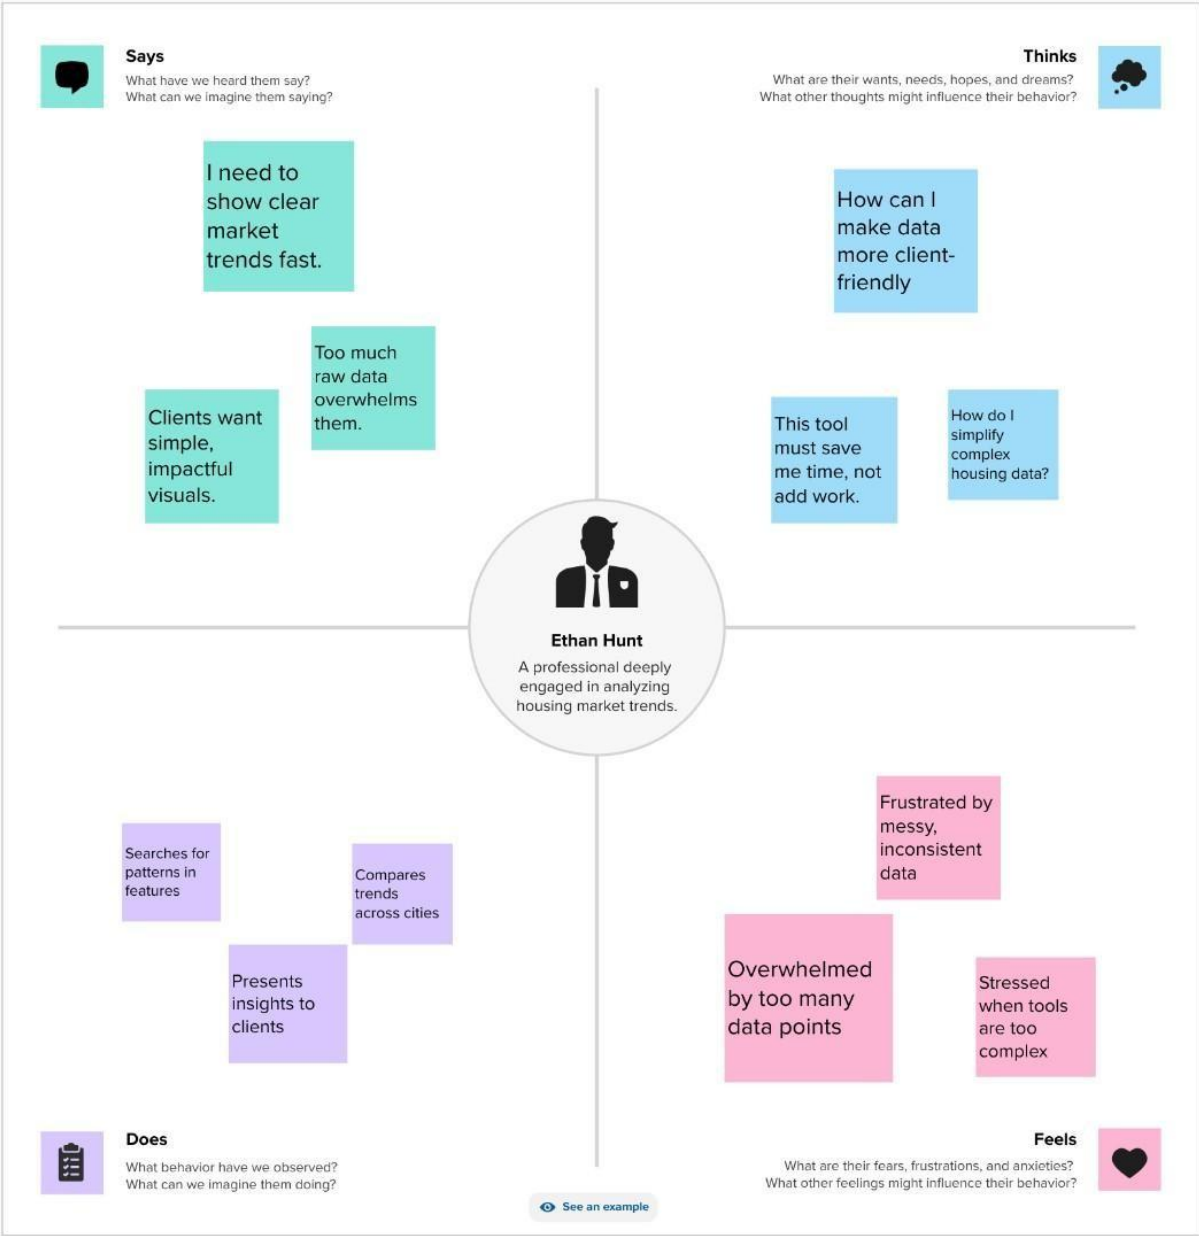 Says
What have we heard them say?
What can we imagine them saying?
I need to
show clear
market
trends fast.
Too much
raw data
overwhelms
them.
Clients want
simple,
impactful
visuals.
Thinks
What are their wants, needs, hopes, and dreams?
What other thoughts might influence their behavior?
How can I
make data
more client-
friendly
This tool
must save
me time, not
add work.
How do I
simplify
complex
housing data?
Ethan Hunt
A professional deeply
engaged in analyzing
housing market trends.
Searches for
patterns in
features
Compares
trends
across cities
Presents
insights to
clients
Does
What behavior have we observed?
What can we imagine them doing?
Frustrated by
messy,
inconsistent
data
Overwhelmed
by too many
data points
Stressed
when tools
are too
complex
Feels
What are their fears, frustrations, and anxieties?
What other feelings might influence their behavior?
See an example